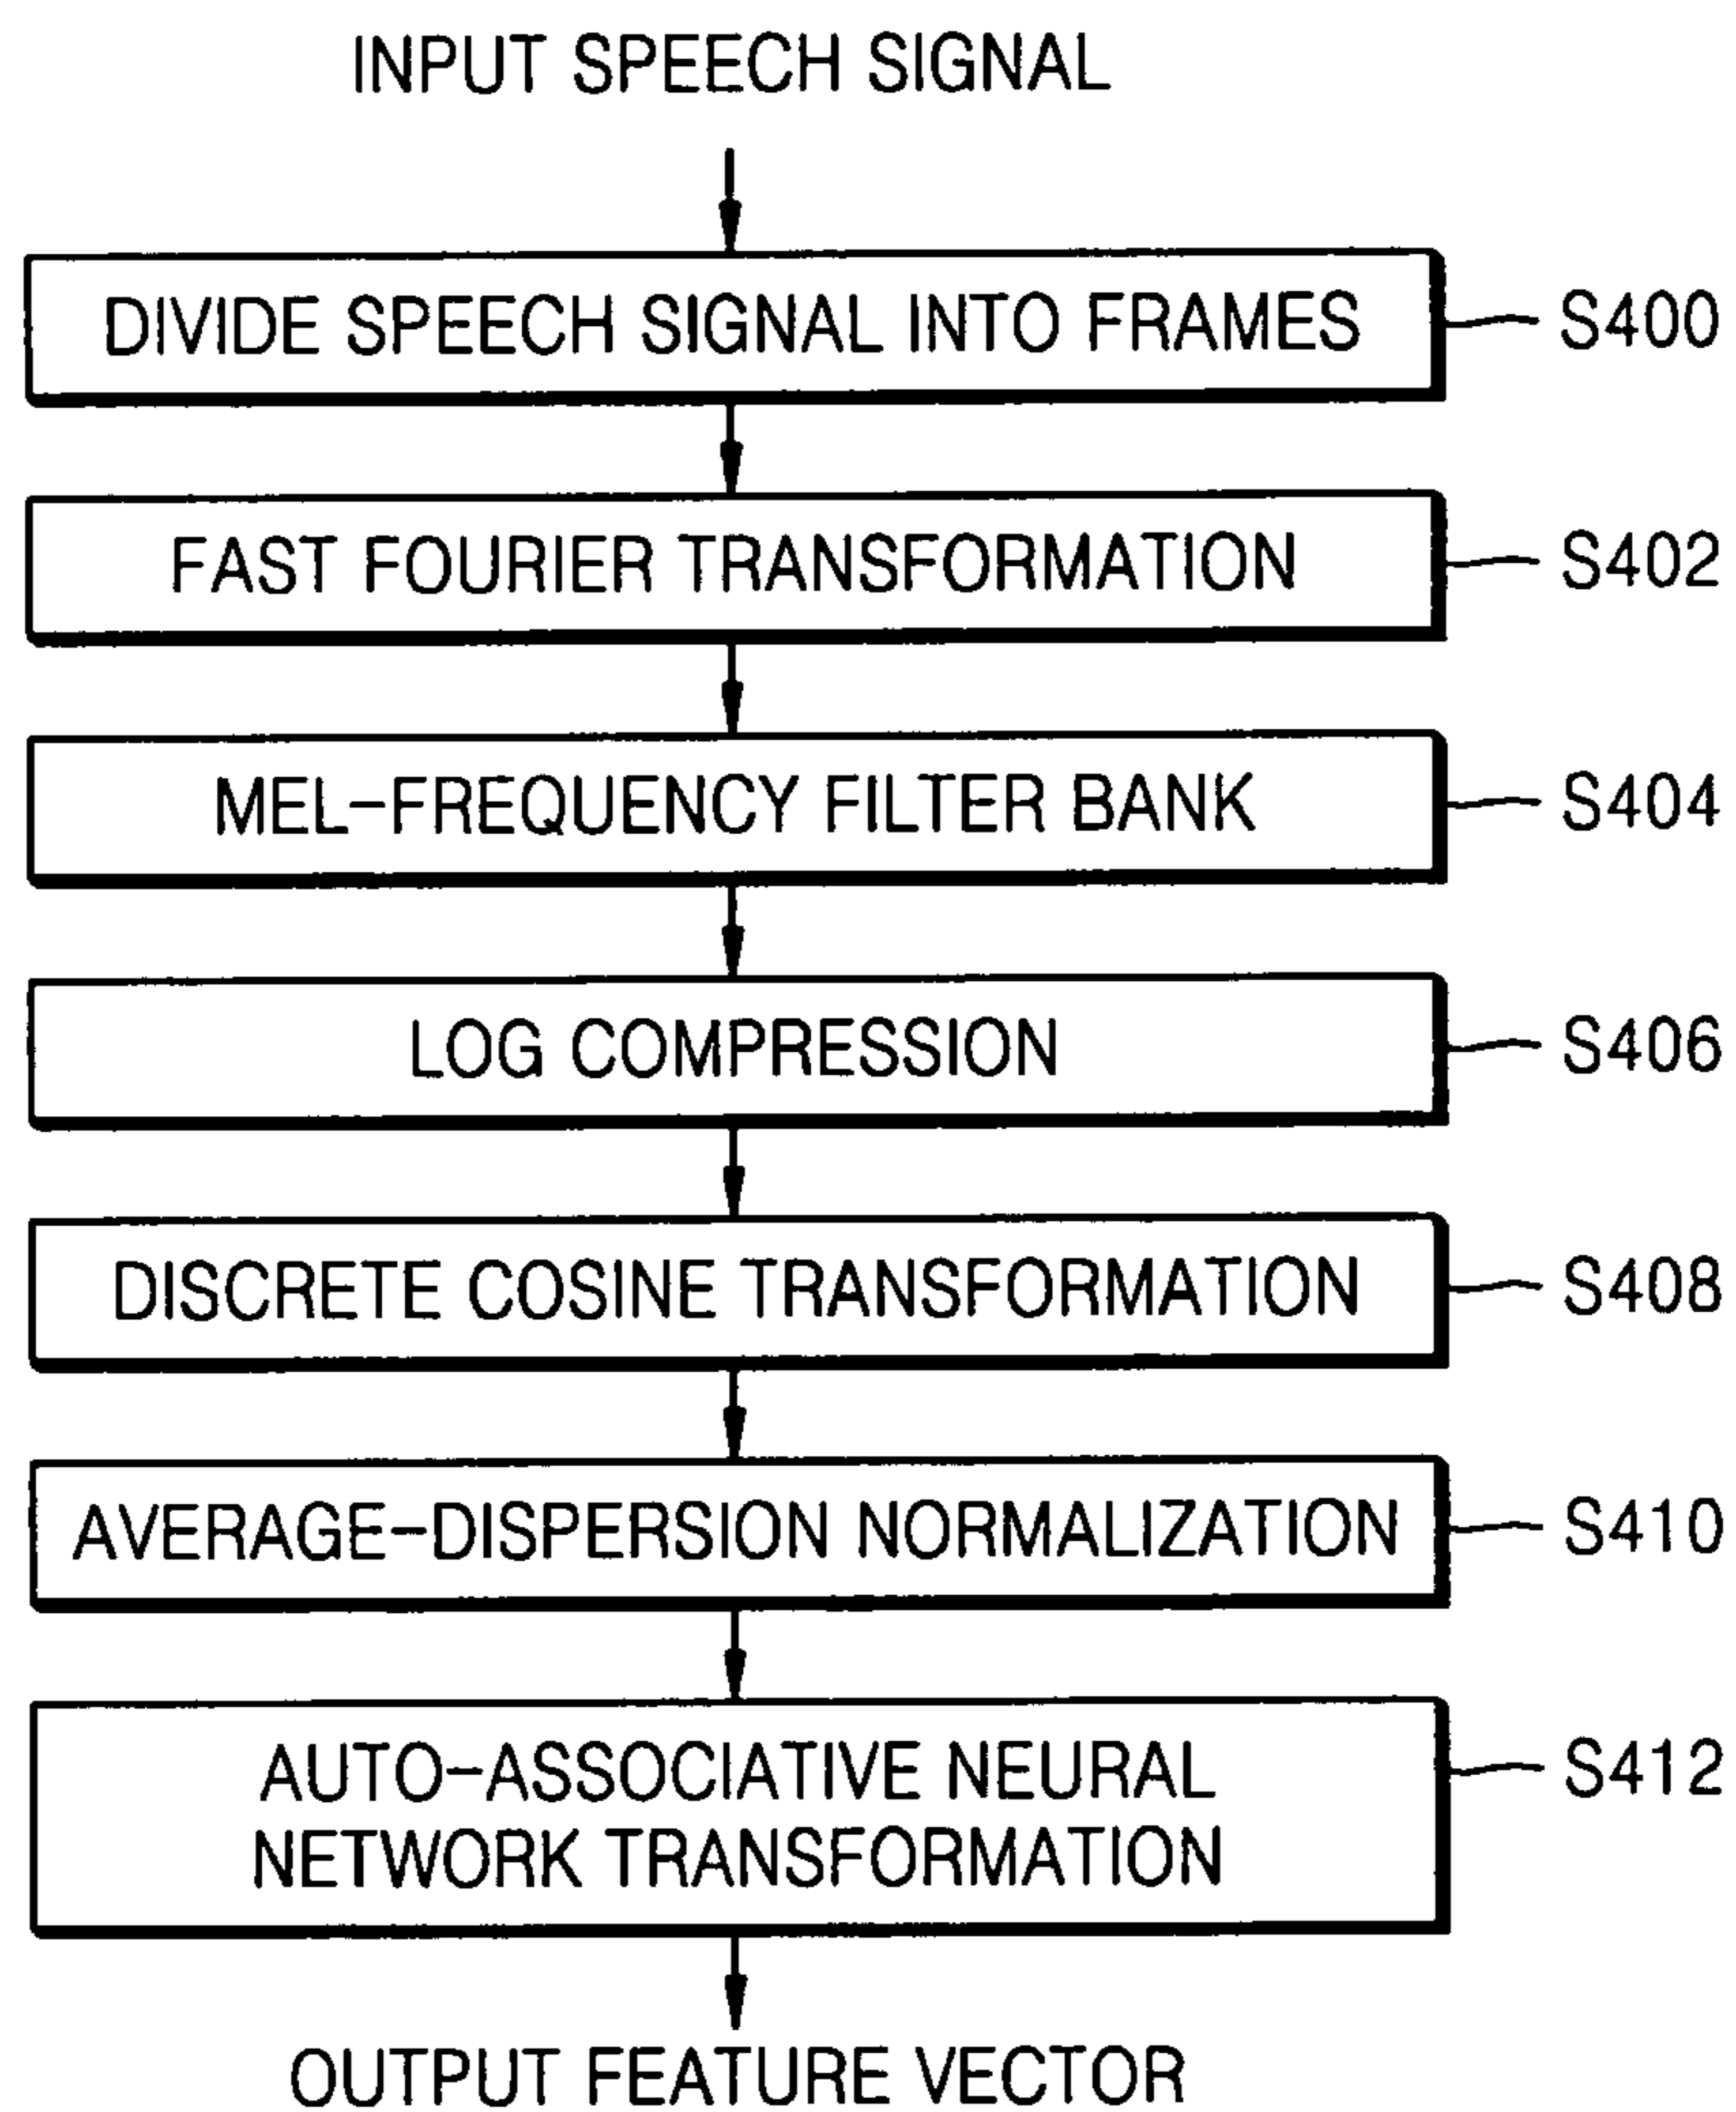 INPUT SPEECH SIGNAL
DIVIDE SPEECH SIGNAL INTO FRAMES
S400
FAST FOURIER TRANSFORMATION
S402
MEL-FREQUENCY FILTER BANK
S404
LOG COMPRESSION
S406
DISCRETE COSINE TRANSFORMATION
S408
AVERAGE-DISPERSION NORMALIZATION
S410
AUTO-ASSOCIATIVE NEURAL
NETWORK TRANSFORMATION
S412
OUTPUT FEATURE VECTOR